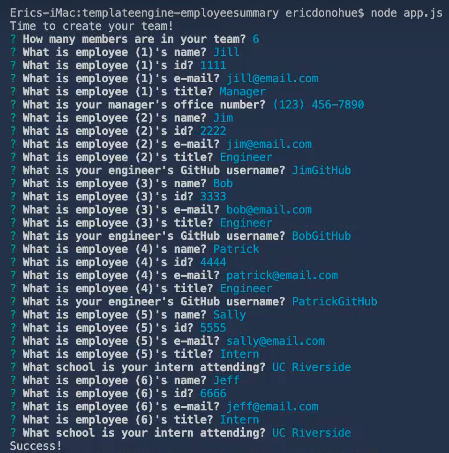 Erics-iMac:templateengine-employeesummary ericdonohue$ node app.js
Time to create your team!
? How many members are in your team? 6
? What is employee (1)'s name? Jill
? What is employee (1)'s id? 1111
? What is employee (1)'s e-mail? jill@email.com
? What is employee (1)'s title? Manager
? What is your manager's office number? (123) 456-7890
? What is employee (2)'s name? Jim
? What is employee (2)'s id? 2222
? What is employee (2)'s e-mail? jim@email.com
? What is employee (2)'s title? Engineer
? What is your engineer's GitHub username? JimGitHub
? What is employee (3)'s name? Bob
? What is employee (3)'s id? 3333
? What is employee (3)'s e-mail? bob@email.com
? What is employee (3)'s title? Engineer
? What is your engineer's GitHub username? BobGitHub
? What is employee (4)'s name? Patrick
? What is employee (4)'s id? 4444
? What is employee (4)'s e-mail? patrick@email.com
? What is employee (4)'s title? Engineer
? What is your engineer's GitHub username? PatrickGitHub
? What is employee (5)'s name? Sally
? What is employee (5)'s id? 5555
? What is employee (5)'s e-mail? sally@email.com
? What is employee (5)'s title? Intern
? What school is your intern attending? UC Riverside
? What is employee (6)'s name? Jeff
? What is employee (6)'s id? 6666
? What is employee (6)'s e-mail? jeff@email.com
? What is employee (6)'s title? Intern
? What school is your intern attending? UC Riverside
Success!